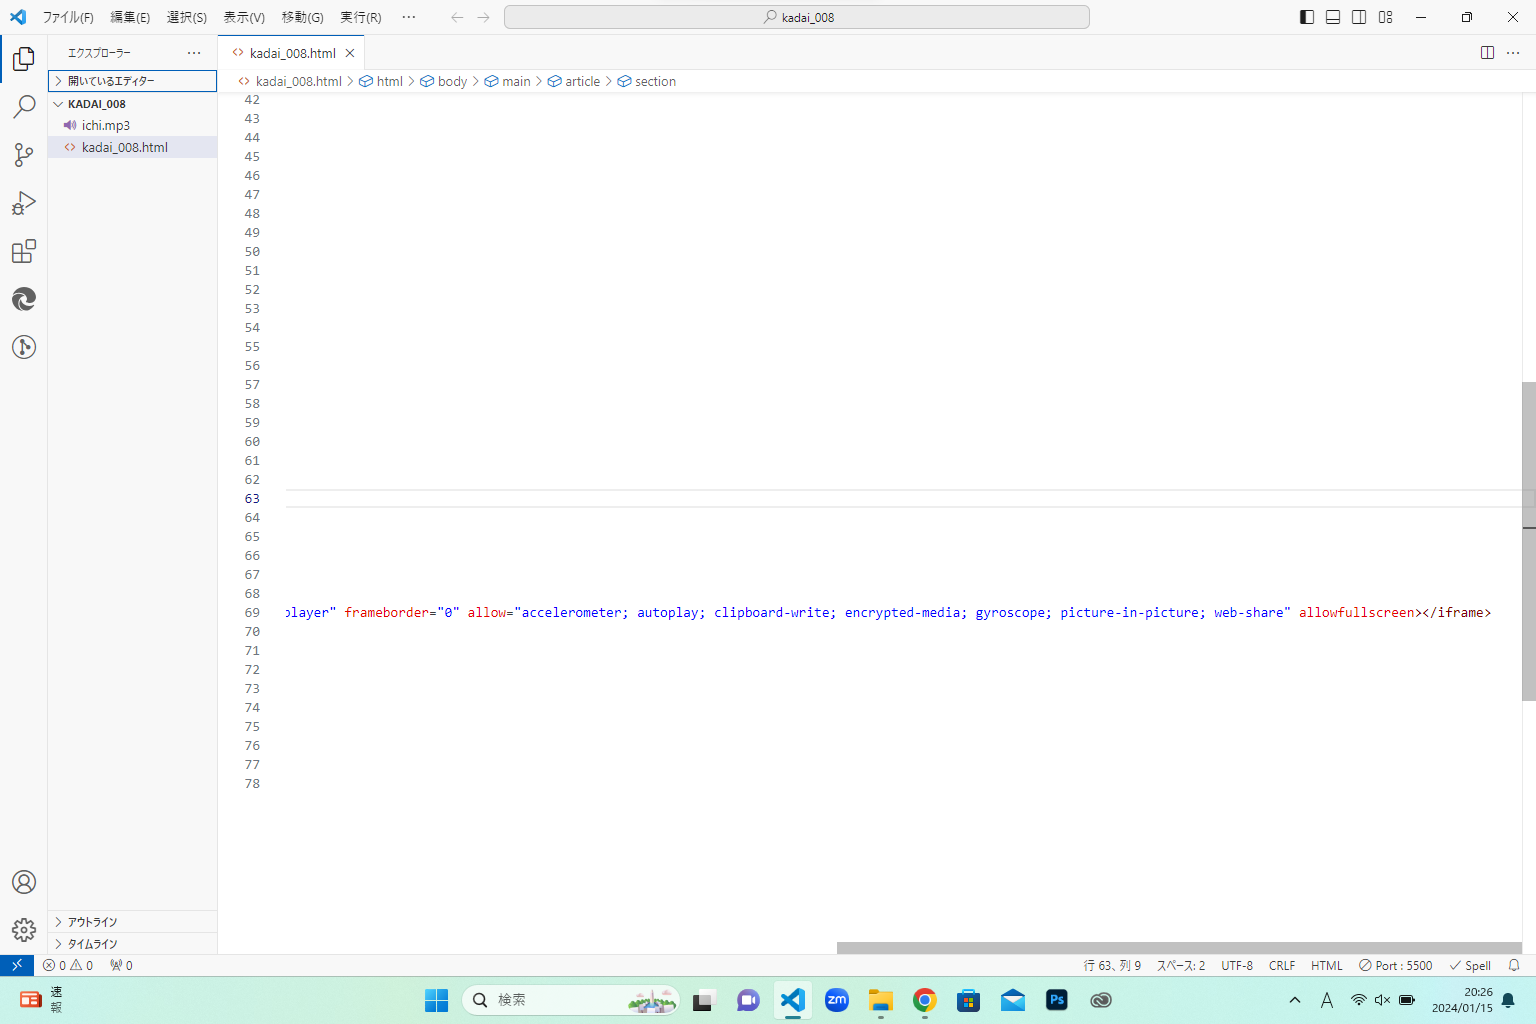 ファイル(F) 編集(E) 選択(S) 表示(V) 移動(G) 実行(R) ··· kadai_008
エクスプローラー ···
開いているエディター
KADAI_008
ichi.mp3
kadai_008.html
アウトライン
タイムライン
kadai_008.html
kadai_008.html > html > body > main > article > section
42
43
44
45
46
47
48
49
50
51
52
53
54
55
56
57
58
59
60
61
62
63
64
65
66
67
68
69 player" frameborder="0" allow="accelerometer; autoplay; clipboard-write; encrypted-media; gyroscope; picture-in-picture; web-share" allowfullscreen></iframe>
70
71
72
73
74
75
76
77
78
0 0 0 行 63、列 9 スペース: 2 UTF-8 CRLF HTML Port : 5500 Spell
速報
検索
zm
Ps
A
20:26
2024/01/15